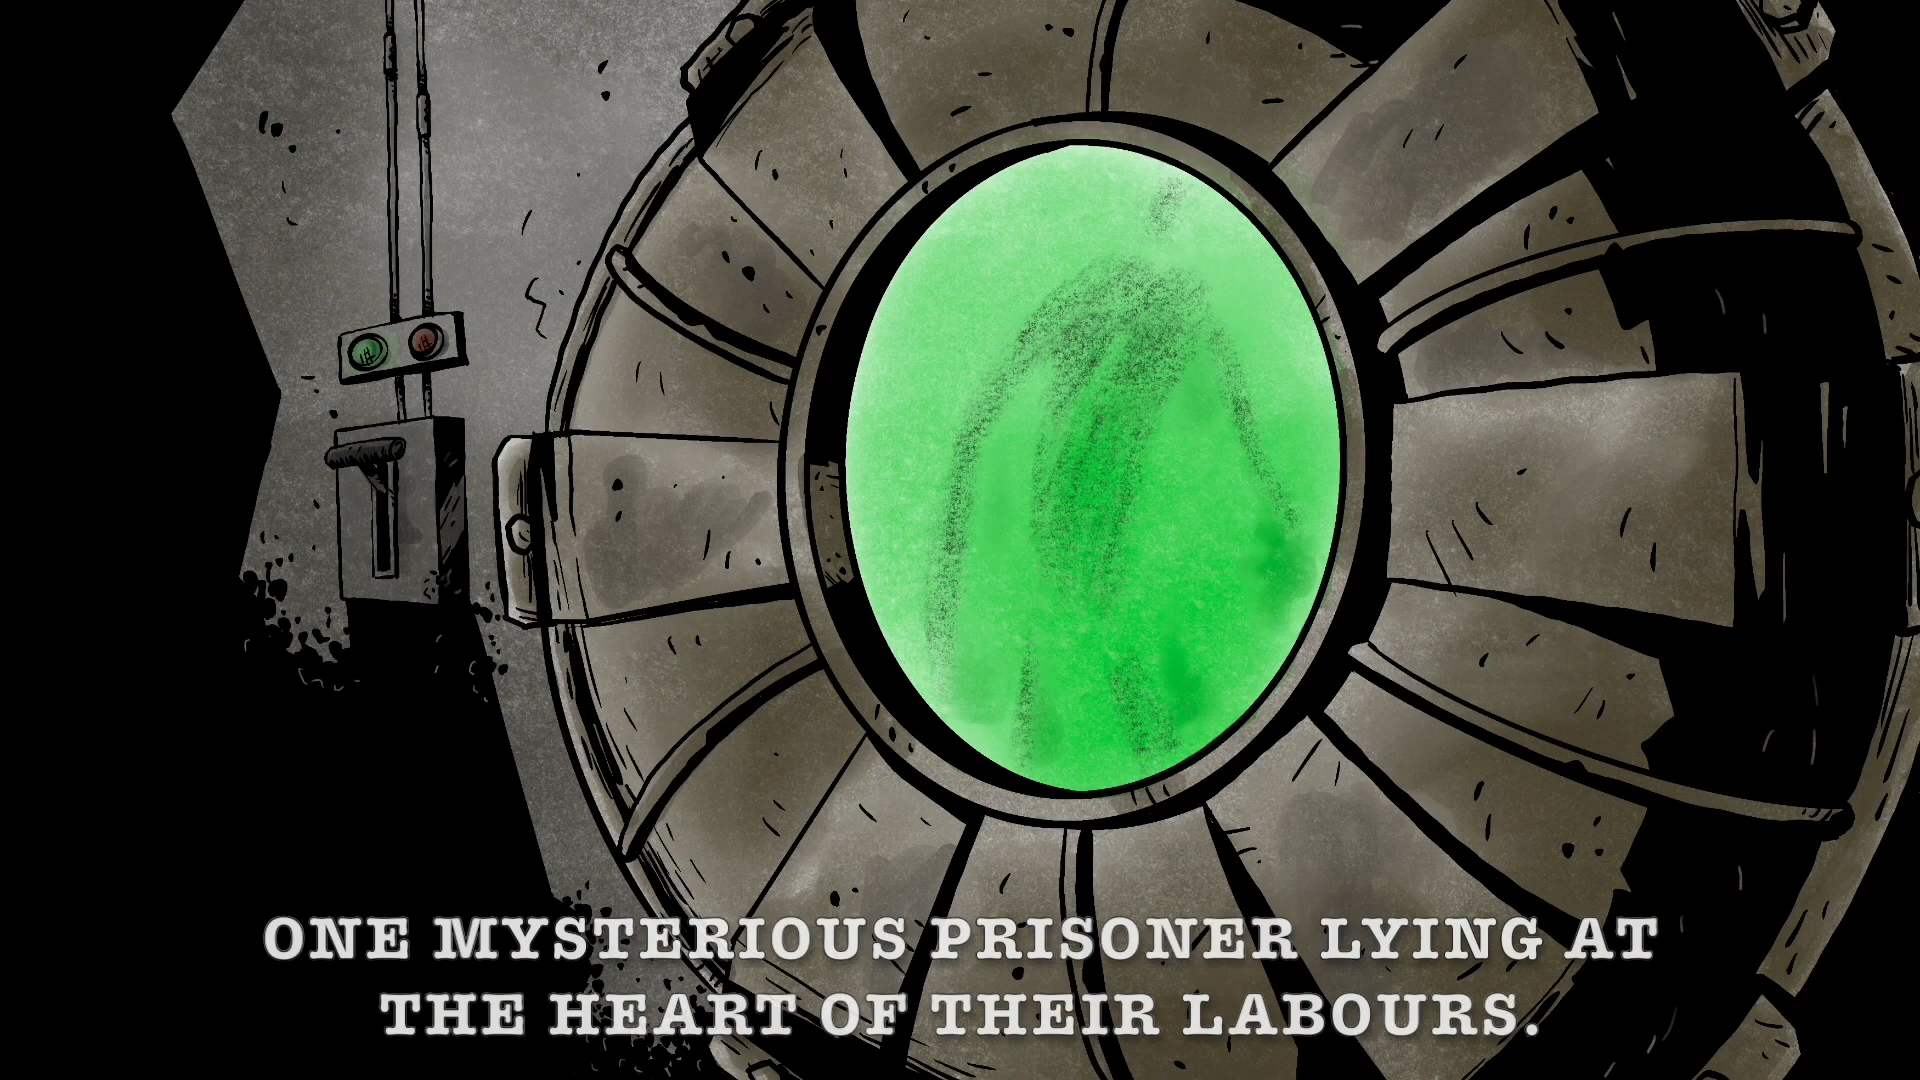 ONE MYSTERIOUS PRISONER LYING AT
THE HEART OF THEIR LABOURS.